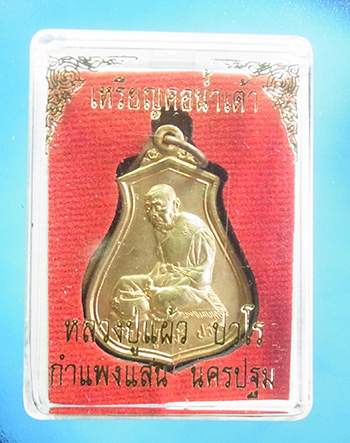 เหรียญคอน้ำเต้า
หลวงปู่แผ้ว ปวโร
กำแพงแสน นครปฐม